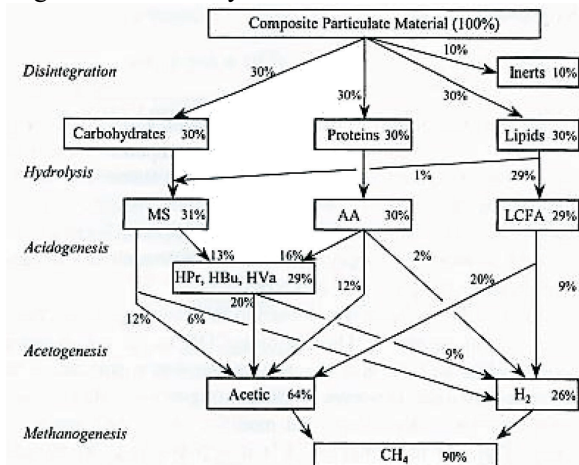 Composite Particulate Material (100%)
10%
Disintegration
30%
Inerts 10%
30%
30%
Carbohydrates 30%
Proteins 30%
Lipids 30%
Hydrolysis
1%
29%
MS 31%
AA 30%
LCFA 29%
Acidogenesis
13%
16%
2%
HPr, HBu, HVa 29%
20%
9%
12%
6%
20%
12%
9%
Acetogenesis
Acetic 64%
H2 26%
Methanogenesis
CH4 90%